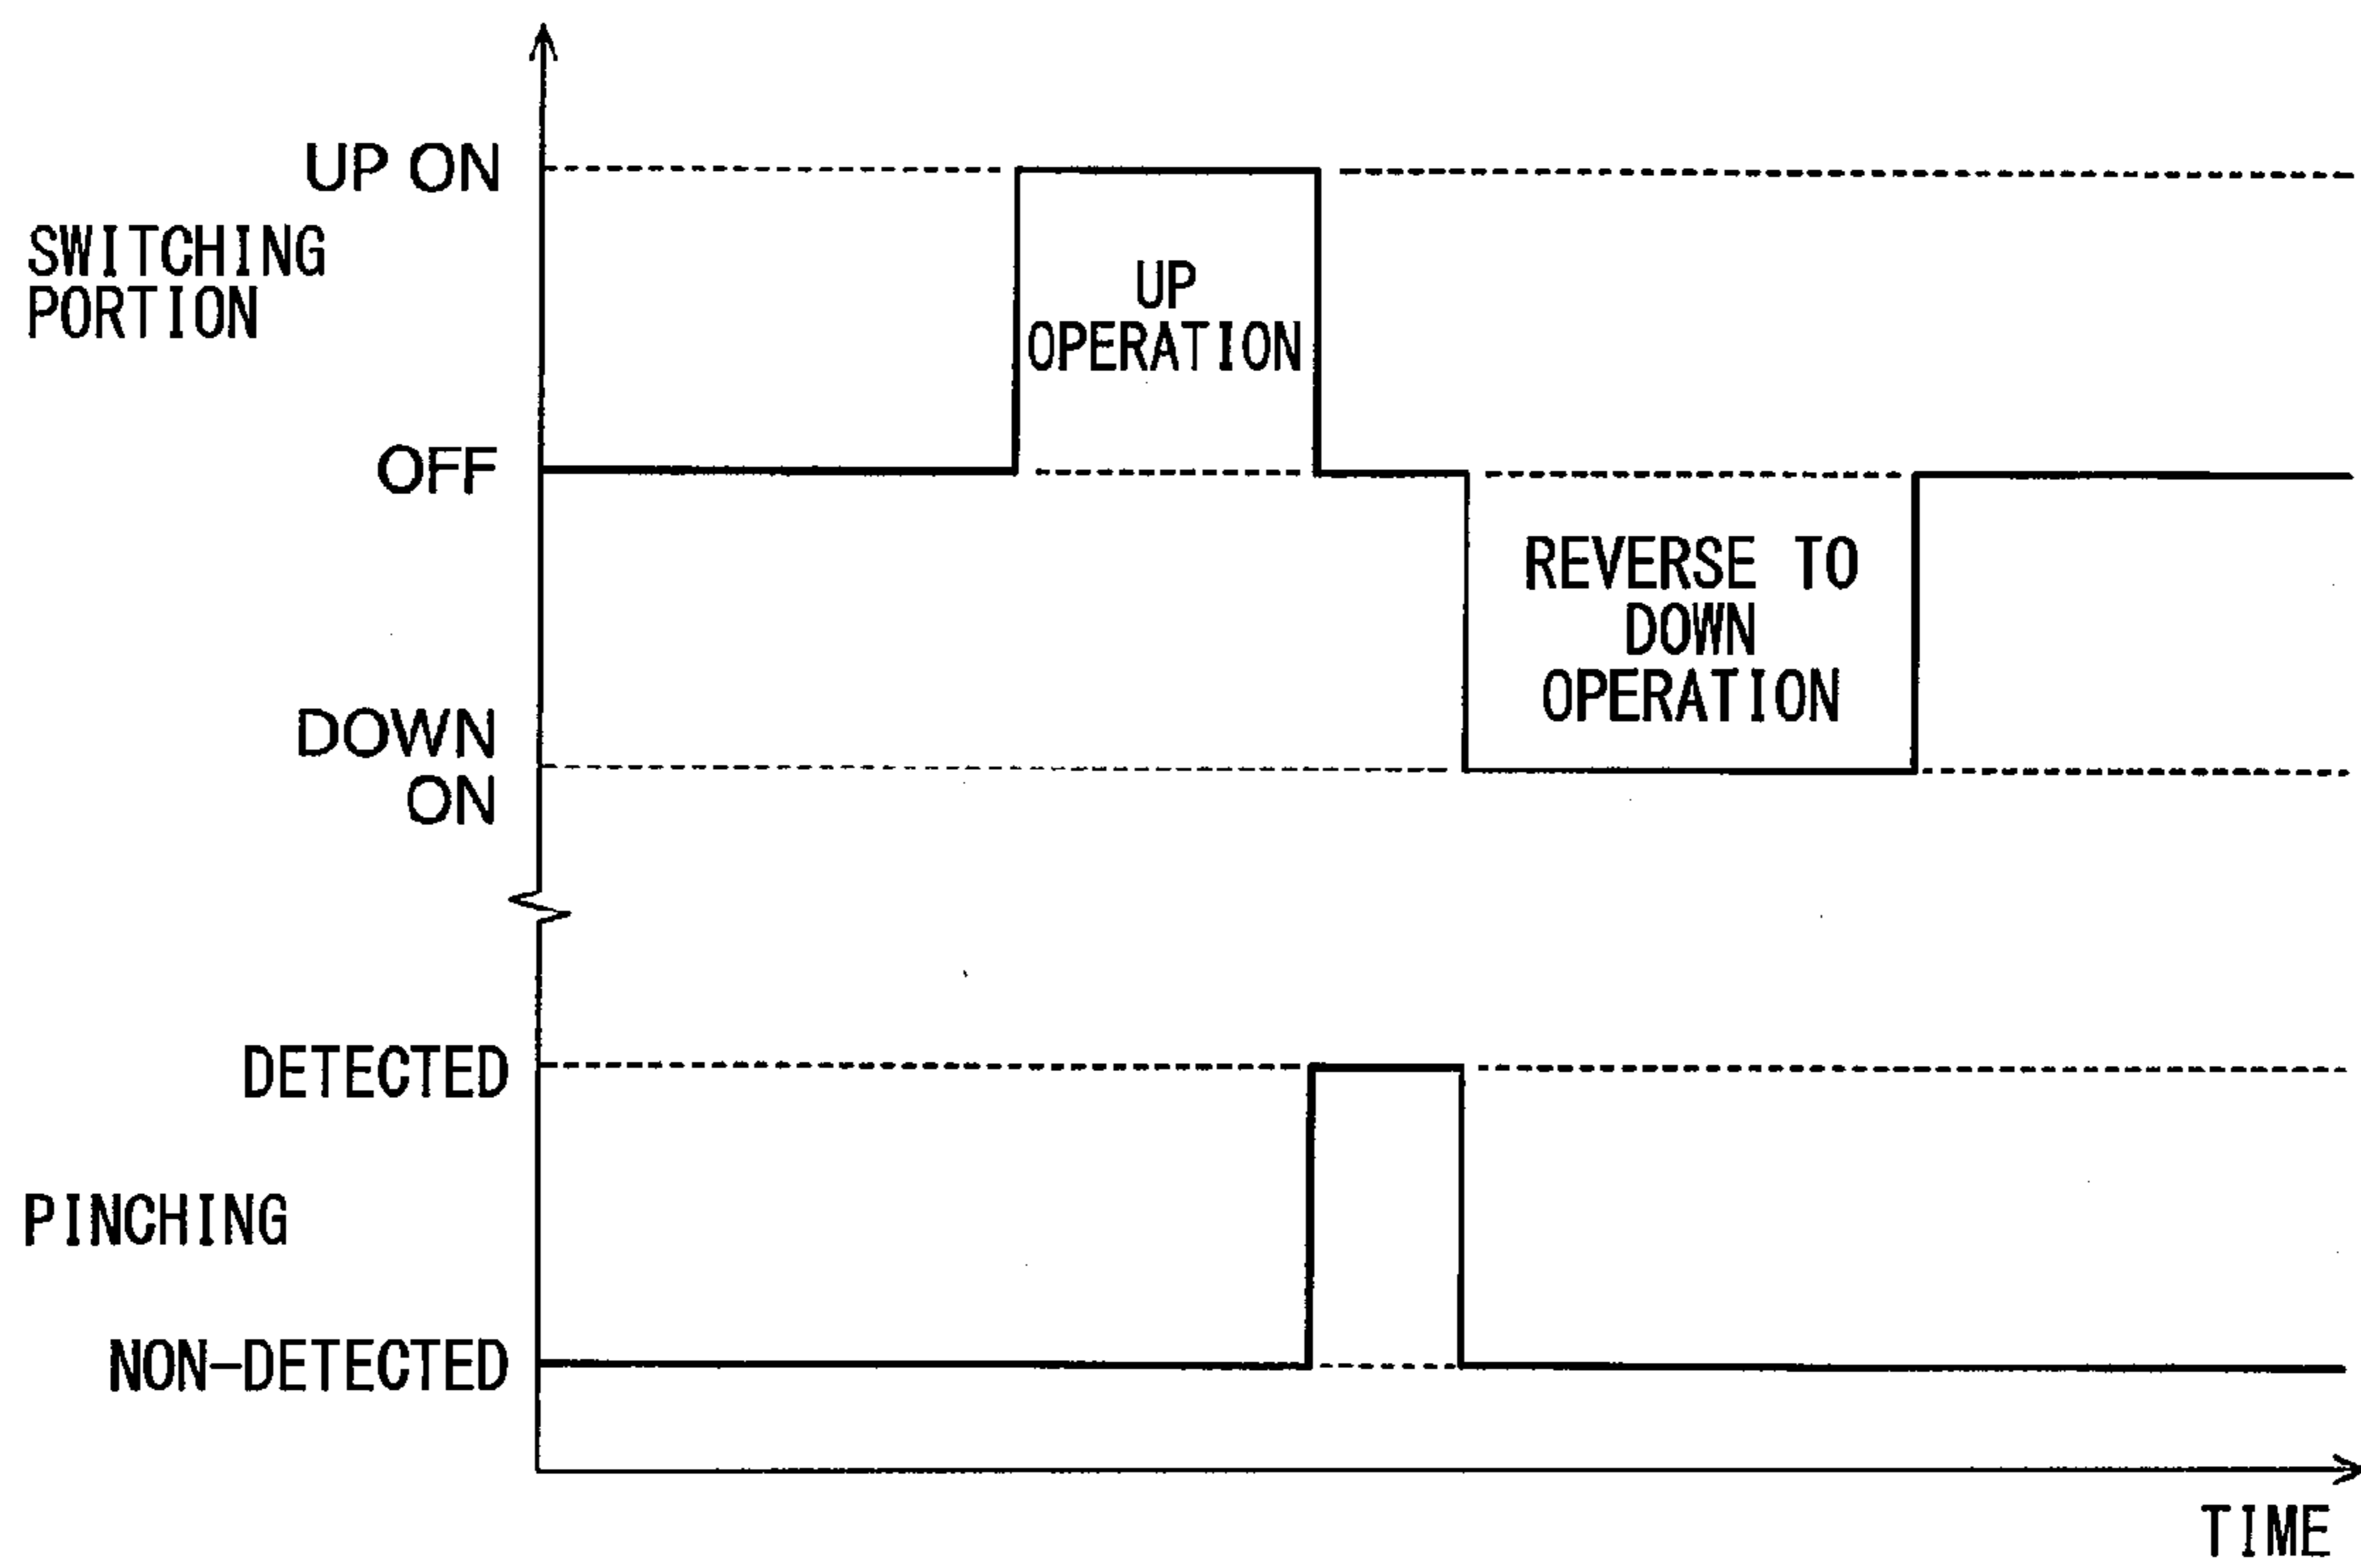 UP ON
SWITCHING
PORTION
UP
OPERATION
OFF
REVERSE TO
DOWN
OPERATION
DOWN
ON
DETECTED
PINCHING
NON-DETECTED
TIME